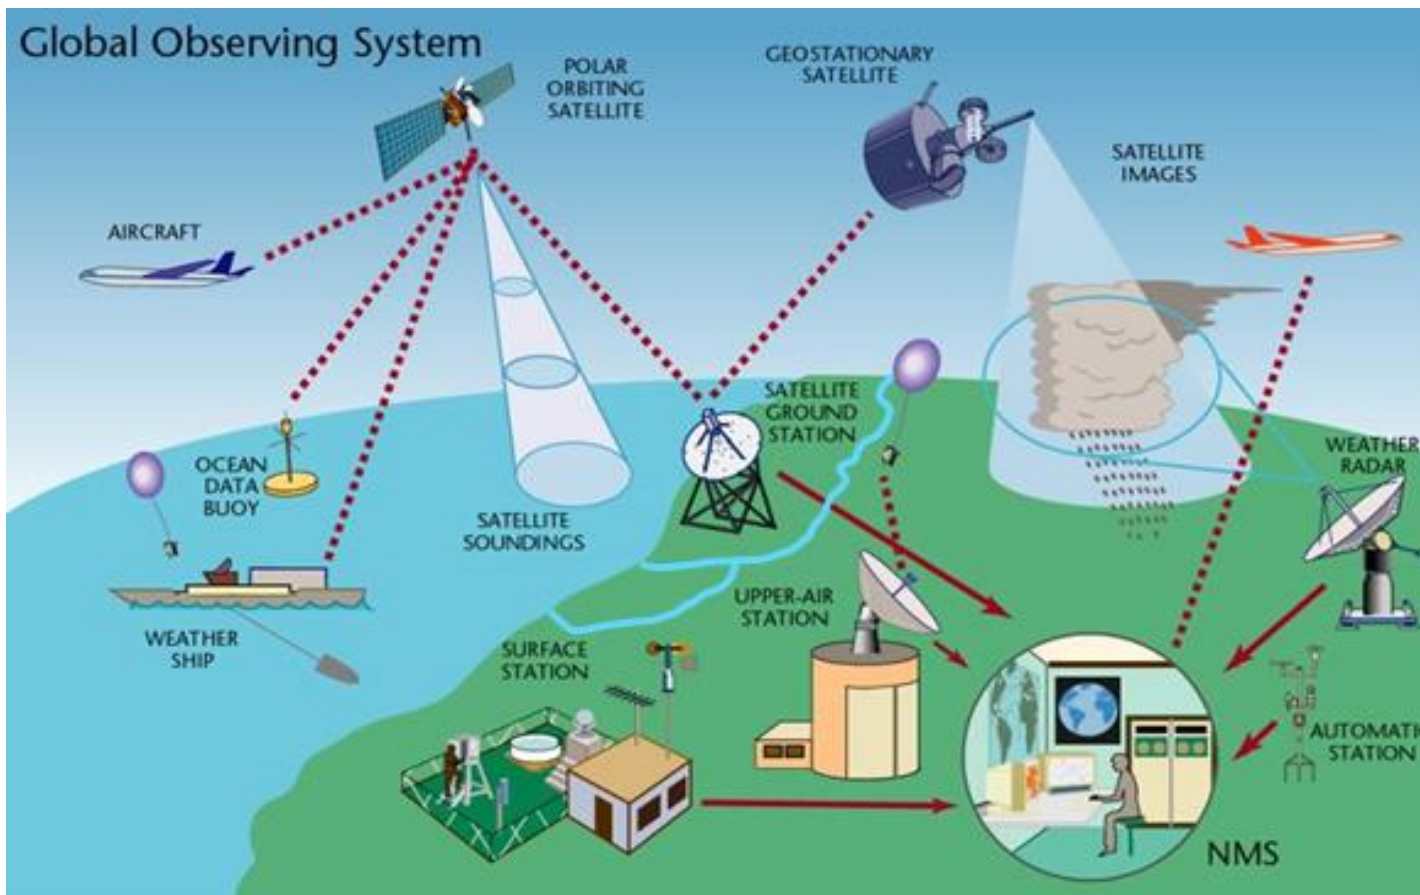 Global Observing System
POLAR
ORBITING
SATELLITE
GEOSTATIONARY
SATELLITE
SATELLITE
IMAGES
AIRCRAFT
SATELLITE
GROUND
STATION
WEATHER
RADAR
OCEAN
DATA
BUOY
SATELLITE
SOUNDINGS
UPPER-AIR
STATION
WEATHER
SHIP
SURFACE
STATION
AUTOMATI
STATION
NMS